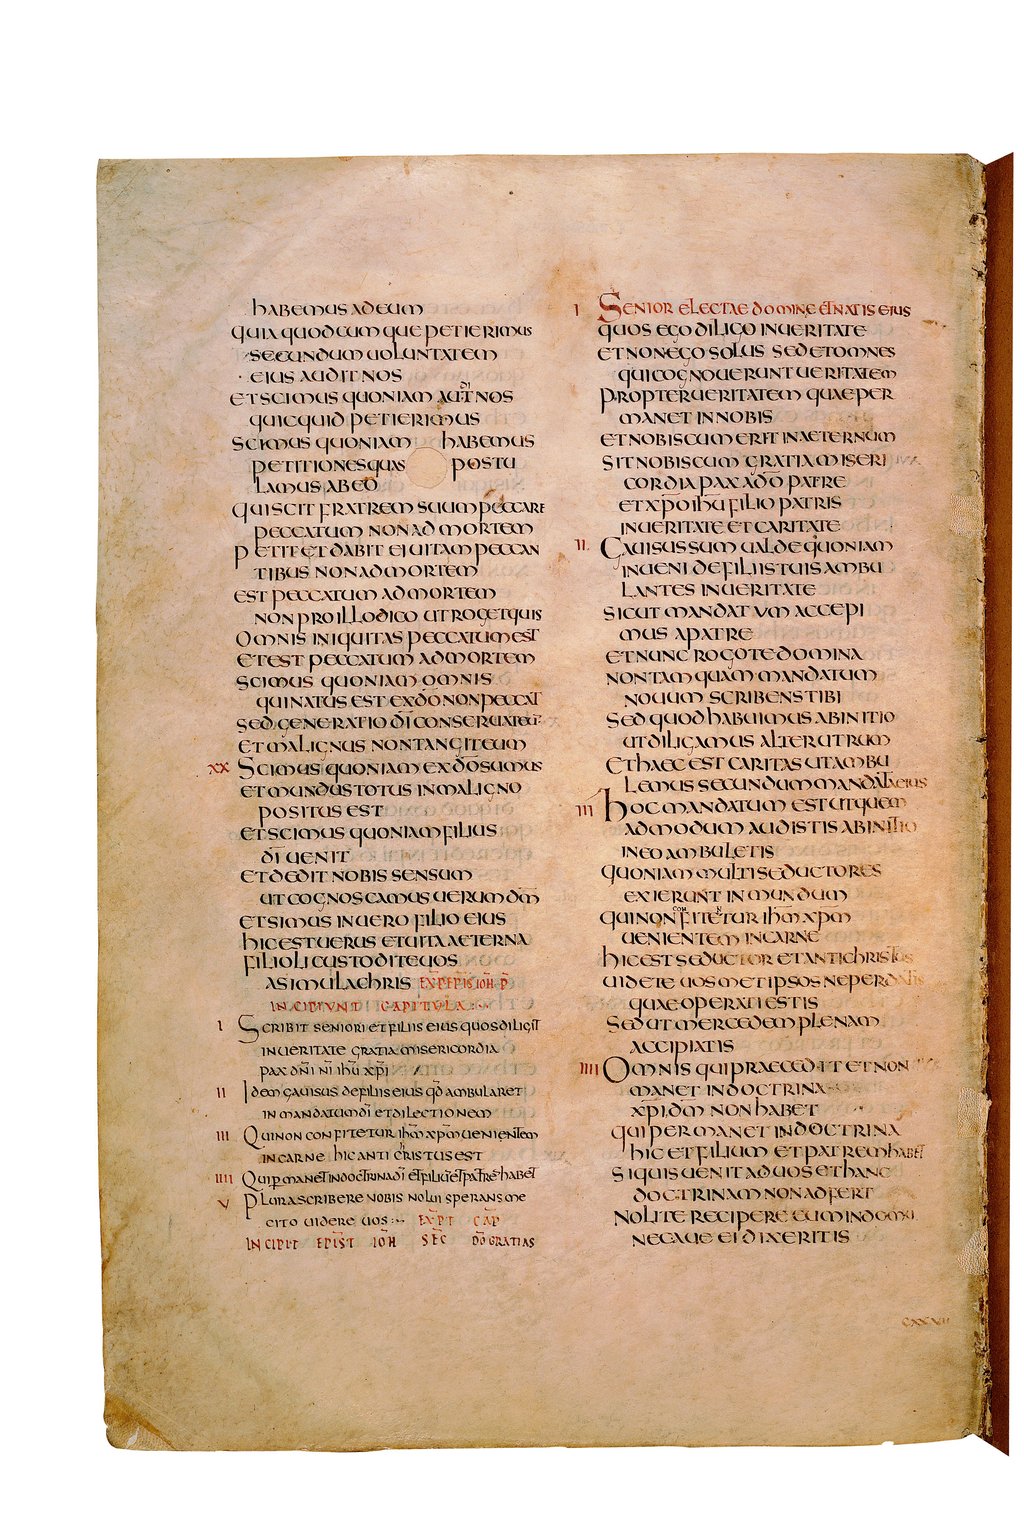 habemus ad eum
quia quodcumque petierimus
secundum uoluntatem
eius audit nos
et scimus quoniam audit nos
quicquid petierimus
scimus quoniam habemus
petitiones quas postu
lamus ab eo
qui scit fratrem suum peccare
peccatum non ad mortem
petit et dabit ei uitam peccan
tibus non ad mortem
est peccatum ad mortem
non pro illo dico ut roget quis
omnis iniquitas peccatum est
et est peccatum ad mortem
scimus quoniam omnis
qui natus est ex do̅ non peccat
sed generatio di̅ conseruat eum
et malignus non tangit eum
XX Scimus quoniam ex do̅ sumus
et mundus totus in maligno
positus est
et scimus quoniam filius
di̅ uenit
et dedit nobis sensum
ut cognoscamus uerum dm̅
et simus in uero filio eius
hic est uerus et uita aeterna
filioli custodite uos
a simulachris EXP EPIS IOH P
INCIPIUNT CAPITULA
I Scribit seniori et filiis eius quos diligit
in ueritate gratia misericordia
pax dni̅ ni̅ ihu̅ xpi̅
II Idem gauisus de filiis eius qd̅ ambularet
in mandatum di̅ et dilectionem
III Qui non confitetur ihm̅ xpm̅ uenientem
in carne hic anticristus est
IIII Qui permanet in doctrina di̅ et filium et patrem habet
V Plura scribere nobis nolui sperans me
cito uidere uos EXPT CAP
INCIPIT EPIST IOH SEC DO GRATIAS
I Senior electae domine et natis eius
quos eco diligo in ueritate
et non ego solus sed et omnes
qui cognouerunt ueritatem
propter ueritatem quae per
manet in nobis
et nobiscum erit in aeternum
sit nobiscum gratia miseri
cordia pax a do̅ patre
et xpo̅ ihu̅ filio patris
in ueritate et caritate
II Gauisus sum ualde quoniam
inueni de filiis tuis ambu
lantes in ueritate
sicut mandatum accepi
mus a patre
et nunc rogo te domina
non tam quam mandatum
nouum scribens tibi
sed quod habuimus ab initio
ut diligamus alterutrum
et haec est caritas ut ambu
lemus secundum mandata eius
III hoc mandatum est ut quem
admodum audistis ab initio
in eo ambuletis
quoniam multi seductores
exierunt in mundum
qui non confitentur ihm̅ xpm̅
uenientem in carne
hic est seductor et antichristus
uidete uosmet ipsos ne perdatis
quae operati estis
sed ut mercedem plenam
accipiatis
IIII Omnis qui praecedit et non
manet in doctrina
xpi̅ dm̅ non habet
qui permanet in doctrina
hic et filium et patrem habet
si quis uenit ad uos et hanc
doctrinam non adfert
nolite recipere eum in domu
nec aue ei dixeritis